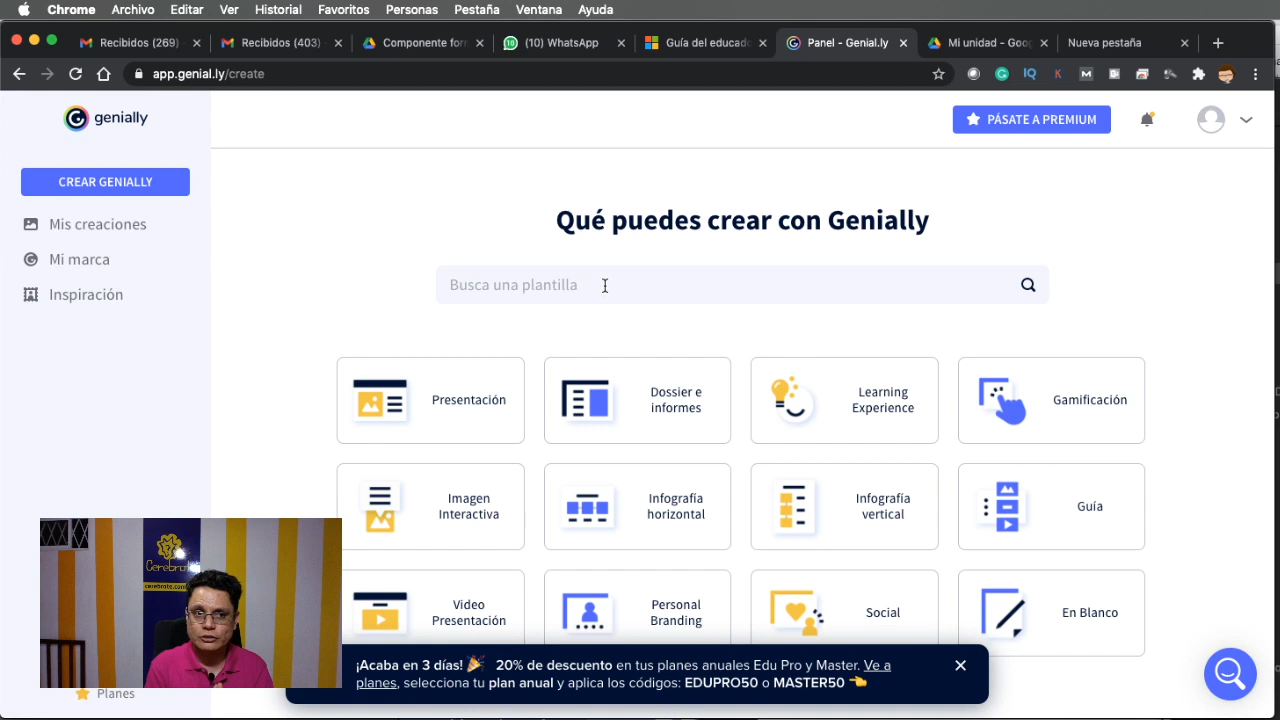 Chrome Archivo Editar Ver Historial Favoritos Personas Pestaña Ventana Ayuda
Recibidos (269) - Recibidos (403) - Componente for (10) WhatsApp Guía del educado Panel - Genial.ly Mi unidad - Goo Nueva pestaña
app.genial.ly/create
genially
PÁSATE A PREMIUM
CREAR GENIALLY
Mis creaciones
Mi marca
Inspiración
Qué puedes crear con Genially
Busca una plantilla
Presentación
Dossier e
informes
Learning
Experience
Gamificación
Imagen
Interactiva
Infografía
horizontal
Infografía
vertical
Guía
Video
Presentación
Personal
Branding
Social
En Blanco
Cerebrote
cerebrote.com
¡Acaba en 3 días! 🎉 20% de descuento en tus planes anuales Edu Pro y Master. Ve a
planes, selecciona tu plan anual y aplica los códigos: EDUPRO50 o MASTER50 👈
Planes